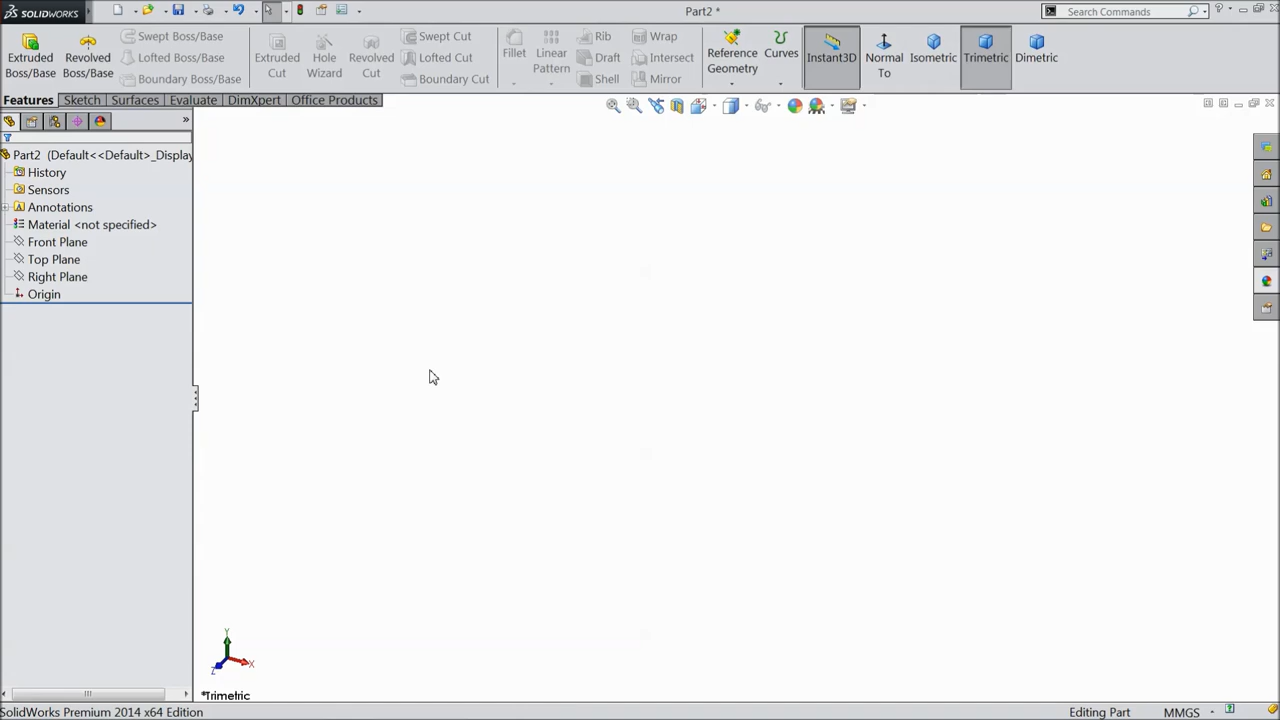 SOLIDWORKS
Part2 *
Search Commands
Extruded Boss/Base
Revolved Boss/Base
Swept Boss/Base
Lofted Boss/Base
Boundary Boss/Base
Extruded Cut
Hole Wizard
Revolved Cut
Swept Cut
Lofted Cut
Boundary Cut
Fillet
Linear Pattern
Rib
Draft
Shell
Wrap
Intersect
Mirror
Reference Geometry
Curves
Instant3D
Normal To
Isometric
Trimetric
Dimetric
Features Sketch Surfaces Evaluate DimXpert Office Products
Part2 (Default<<Default>_Display
History
Sensors
Annotations
Material <not specified>
Front Plane
Top Plane
Right Plane
Origin
Y
X
Z
*Trimetric
SolidWorks Premium 2014 x64 Edition
Editing Part
MMGS